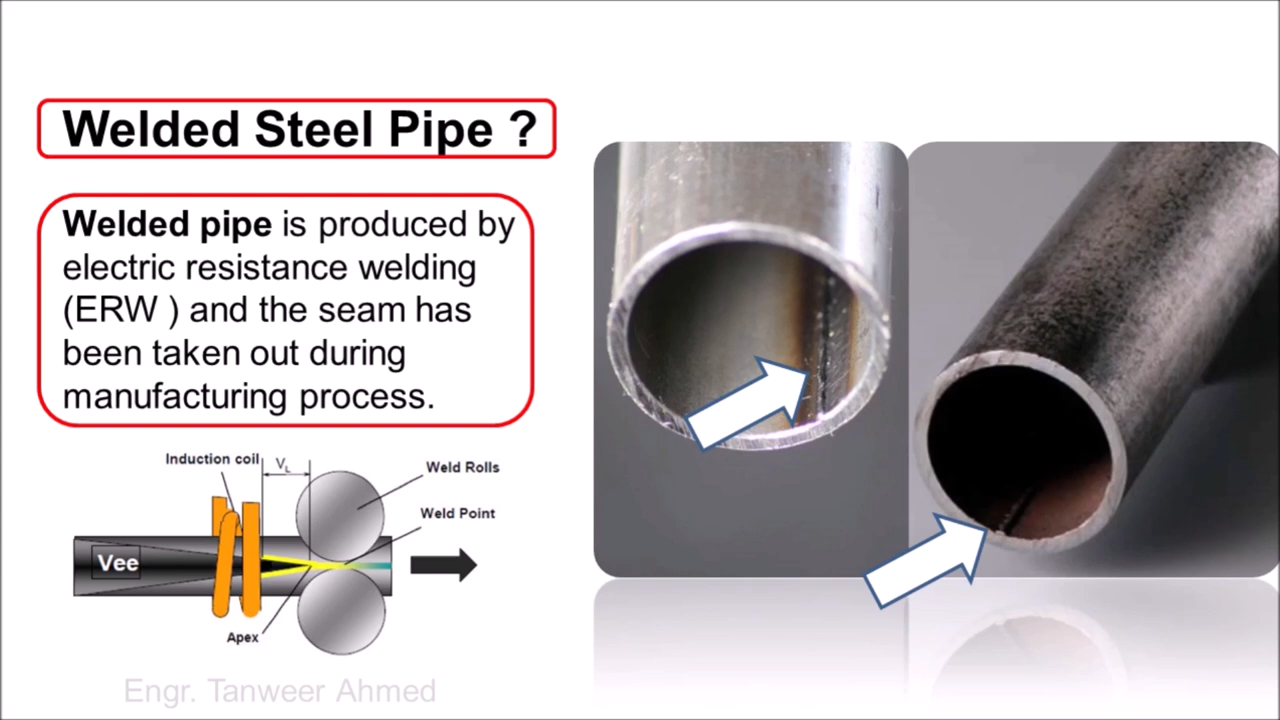 Welded Steel Pipe ?
Welded pipe is produced by
electric resistance welding
(ERW ) and the seam has
been taken out during
manufacturing process.
Induction coil
VL
Weld Rolls
Weld Point
Vee
Apex
Engr. Tanweer Ahmed